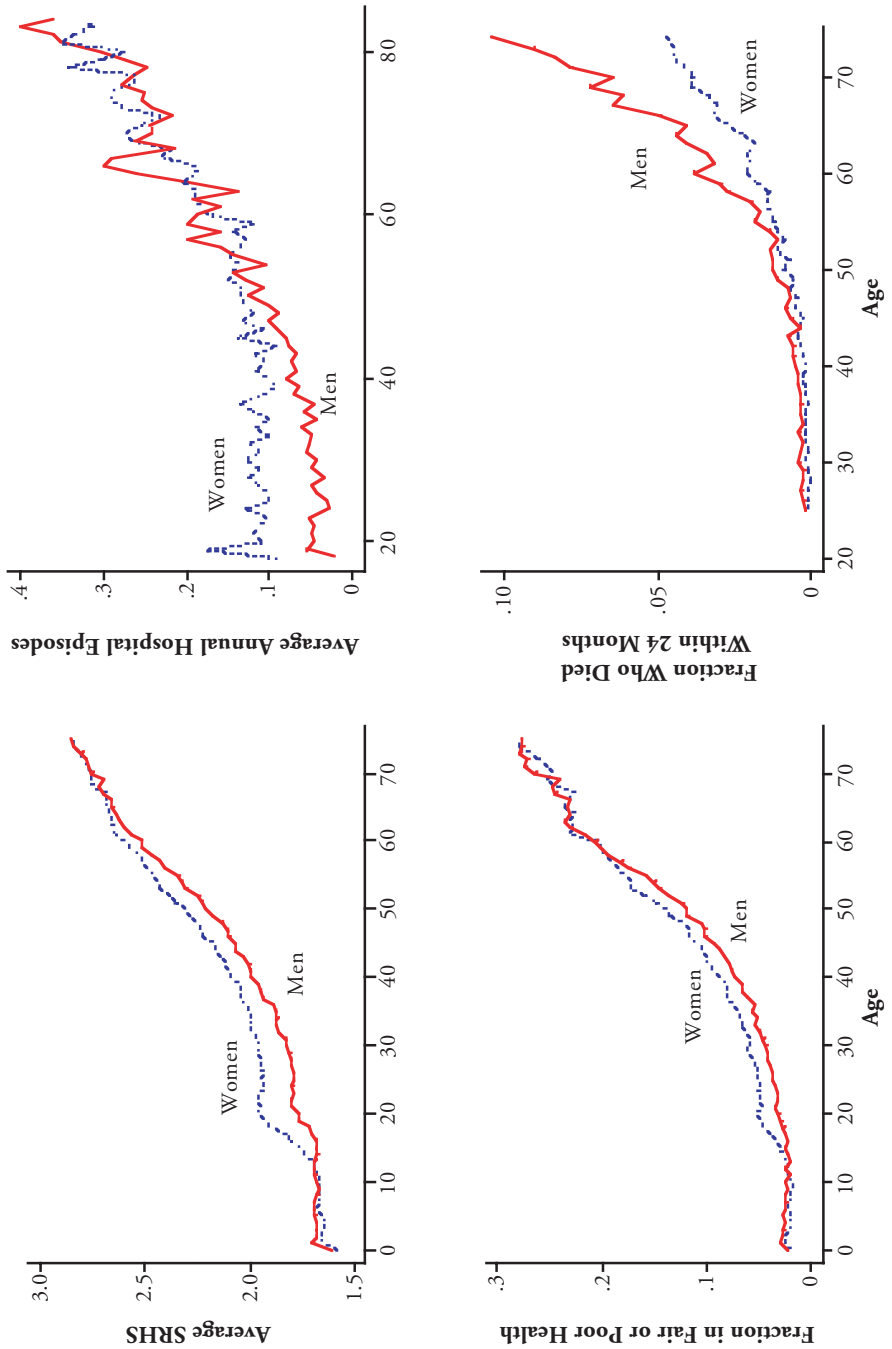 Average SRHS
3.0
2.5
2.0
1.5
Women
Men
0 10 20 30 40 50 60 70
Average Annual Hospital Episodes
.4
.3
.2
.1
0
Women
Men
20 40 60 80
Fraction in Fair or Poor Health
.3
.2
.1
0
Women
Men
0 10 20 30 40 50 60 70
Age
Fraction Who Died
Within 24 Months
.10
.05
0
Men
Women
20 30 40 50 60 70
Age